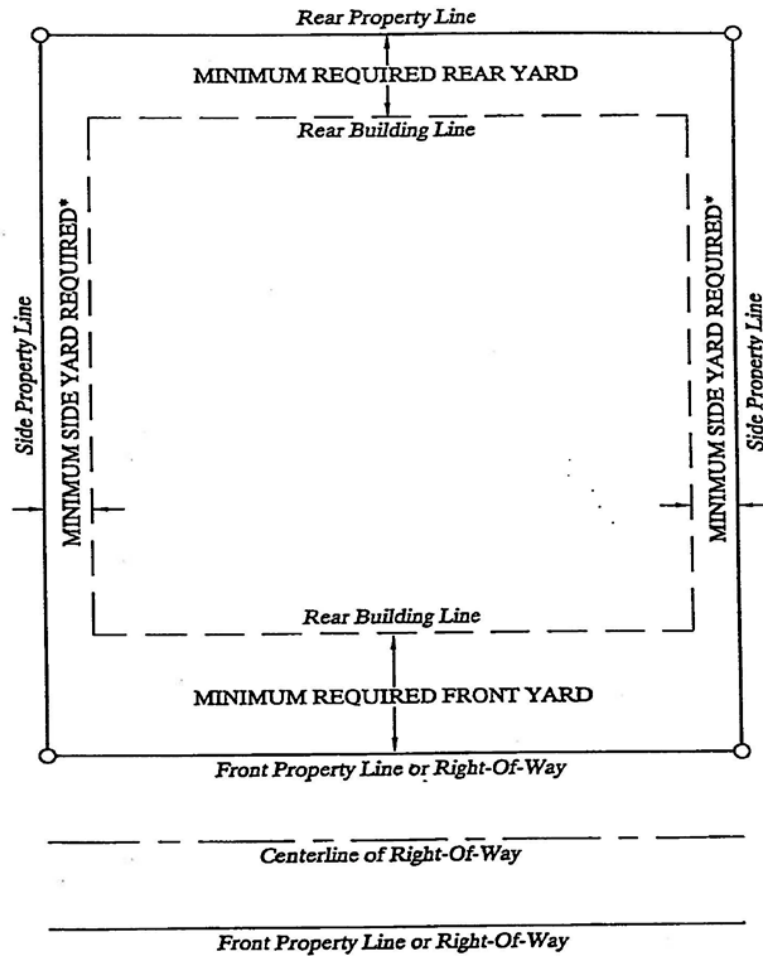 Rear Property Line
MINIMUM REQUIRED REAR YARD
Rear Building Line
Side Property Line
MINIMUM SIDE YARD REQUIRED*
MINIMUM SIDE YARD REQUIRED*
Side Property Line
Rear Building Line
MINIMUM REQUIRED FRONT YARD
Front Property Line or Right-Of-Way
Centerline of Right-Of-Way
Front Property Line or Right-Of-Way